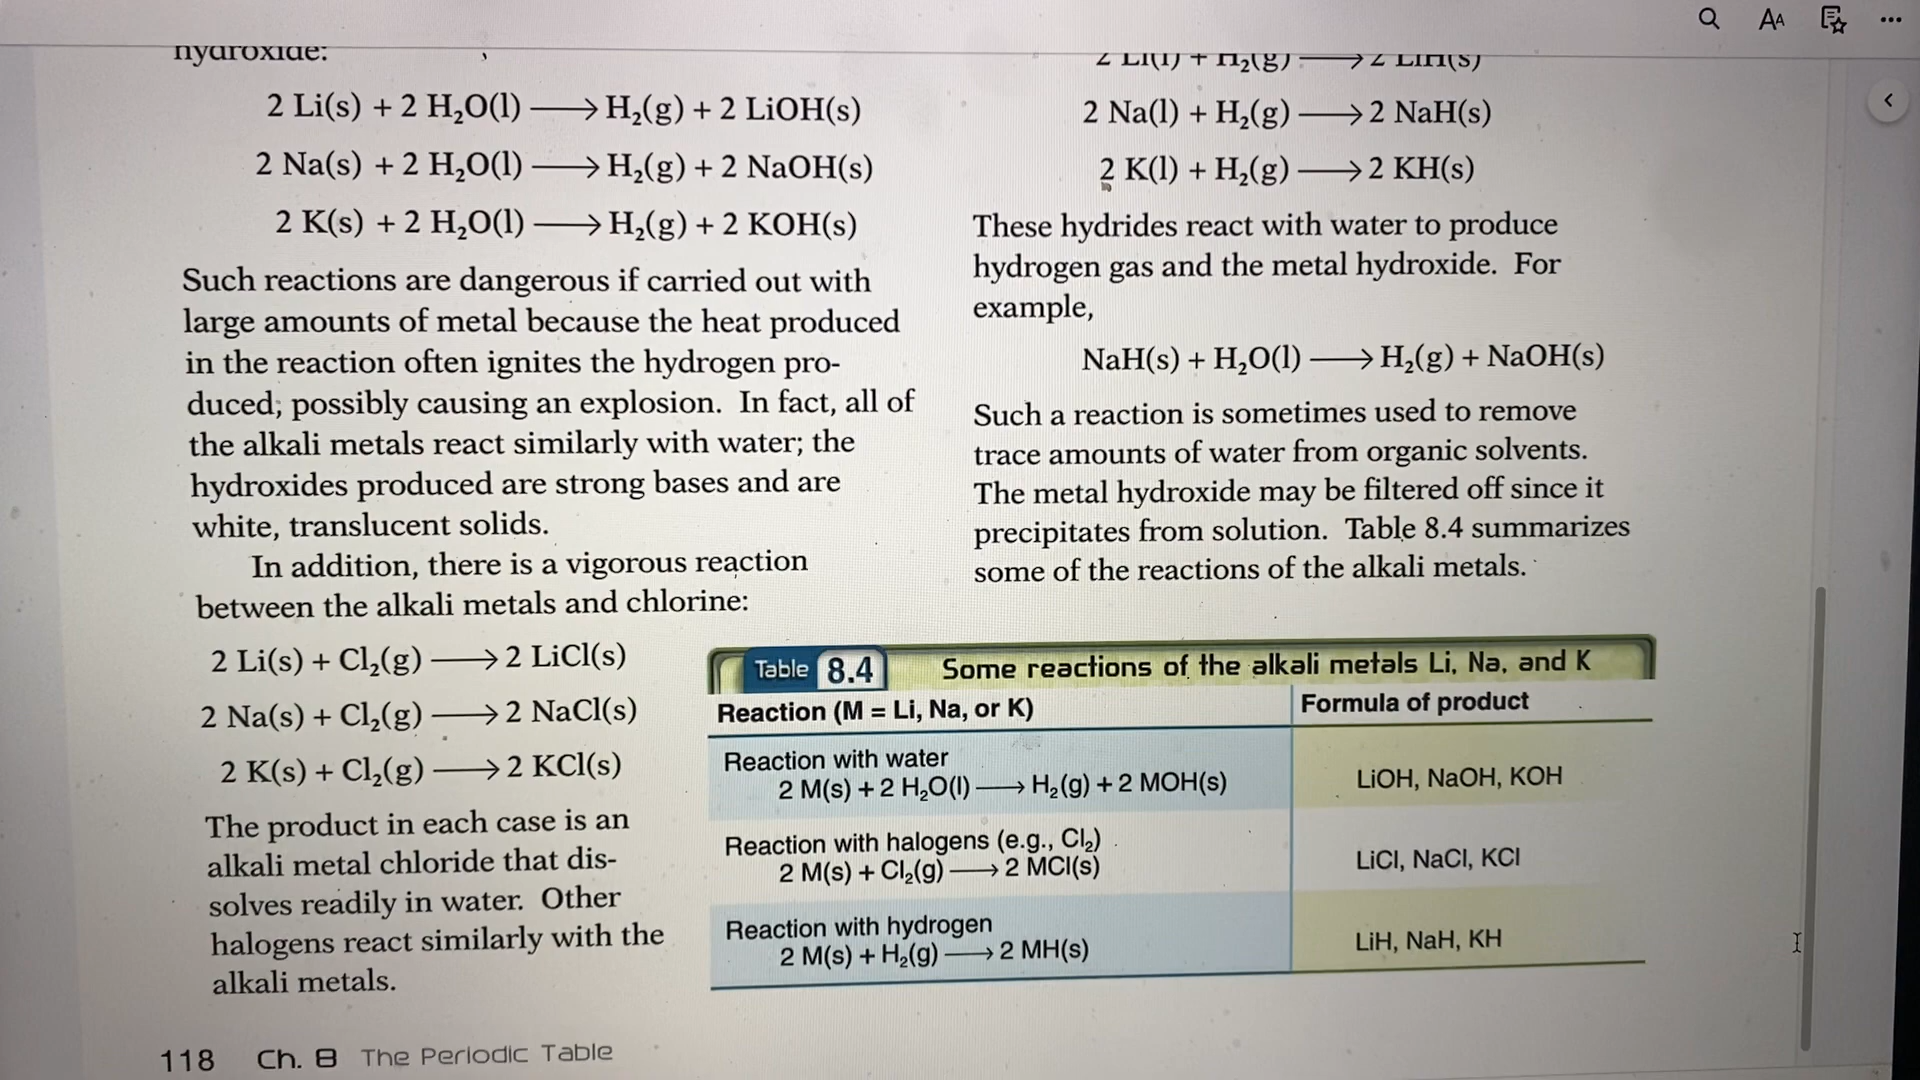 hydroxide:
2 Li(s) + 2 H₂O(l) ⟶ H₂(g) + 2 LiOH(s)
2 Na(s) + 2 H₂O(l) ⟶ H₂(g) + 2 NaOH(s)
2 K(s) + 2 H₂O(l) ⟶ H₂(g) + 2 KOH(s)
Such reactions are dangerous if carried out with
large amounts of metal because the heat produced
in the reaction often ignites the hydrogen pro-
duced; possibly causing an explosion. In fact, all of
the alkali metals react similarly with water; the
hydroxides produced are strong bases and are
white, translucent solids.
In addition, there is a vigorous reaction
between the alkali metals and chlorine:
2 Li(s) + Cl₂(g) ⟶ 2 LiCl(s)
2 Na(s) + Cl₂(g) ⟶ 2 NaCl(s)
2 K(s) + Cl₂(g) ⟶ 2 KCl(s)
The product in each case is an
alkali metal chloride that dis-
solves readily in water. Other
halogens react similarly with the
alkali metals.
2 Li(l) + H₂(g) ⟶ 2 LiH(s)
2 Na(l) + H₂(g) ⟶ 2 NaH(s)
2 K(l) + H₂(g) ⟶ 2 KH(s)
These hydrides react with water to produce
hydrogen gas and the metal hydroxide. For
example,
NaH(s) + H₂O(l) ⟶ H₂(g) + NaOH(s)
Such a reaction is sometimes used to remove
trace amounts of water from organic solvents.
The metal hydroxide may be filtered off since it
precipitates from solution. Table 8.4 summarizes
some of the reactions of the alkali metals.
Table 8.4 Some reactions of the alkali metals Li, Na, and K
Reaction (M = Li, Na, or K) Formula of product
Reaction with water
2 M(s) + 2 H₂O(l) ⟶ H₂(g) + 2 MOH(s) LiOH, NaOH, KOH
Reaction with halogens (e.g., Cl₂)
2 M(s) + Cl₂(g) ⟶ 2 MCl(s) LiCl, NaCl, KCl
Reaction with hydrogen
2 M(s) + H₂(g) ⟶ 2 MH(s) LiH, NaH, KH
118 Ch. 8 The Periodic Table